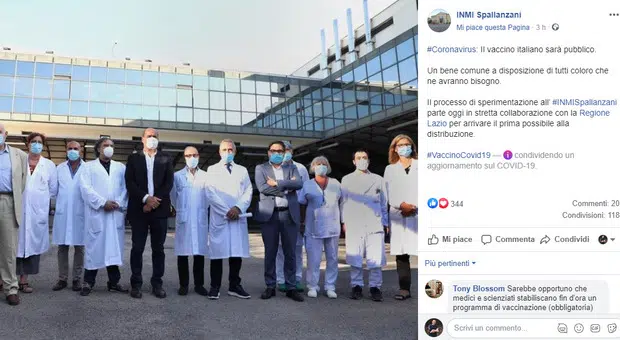 INMI Spallanzani
Mi piace questa Pagina · 3 h ·
#Coronavirus: Il vaccino italiano sarà pubblico.
Un bene comune a disposizione di tutti coloro che
ne avranno bisogno.
Il processo di sperimentazione all' #INMISpallanzani
parte oggi in stretta collaborazione con la Regione
Lazio per arrivare il prima possibile alla
distribuzione.
#VaccinoCovid19 — condividendo un
aggiornamento sul COVID-19.
344
Commenti: 20
Condivisioni: 118
Mi piace Commenta Condividi
Più pertinenti
Tony Blossom Sarebbe opportuno che
medici e scienziati stabiliscano fin d'ora un
programma di vaccinazione (obbligatoria)
Scrivi un commento...